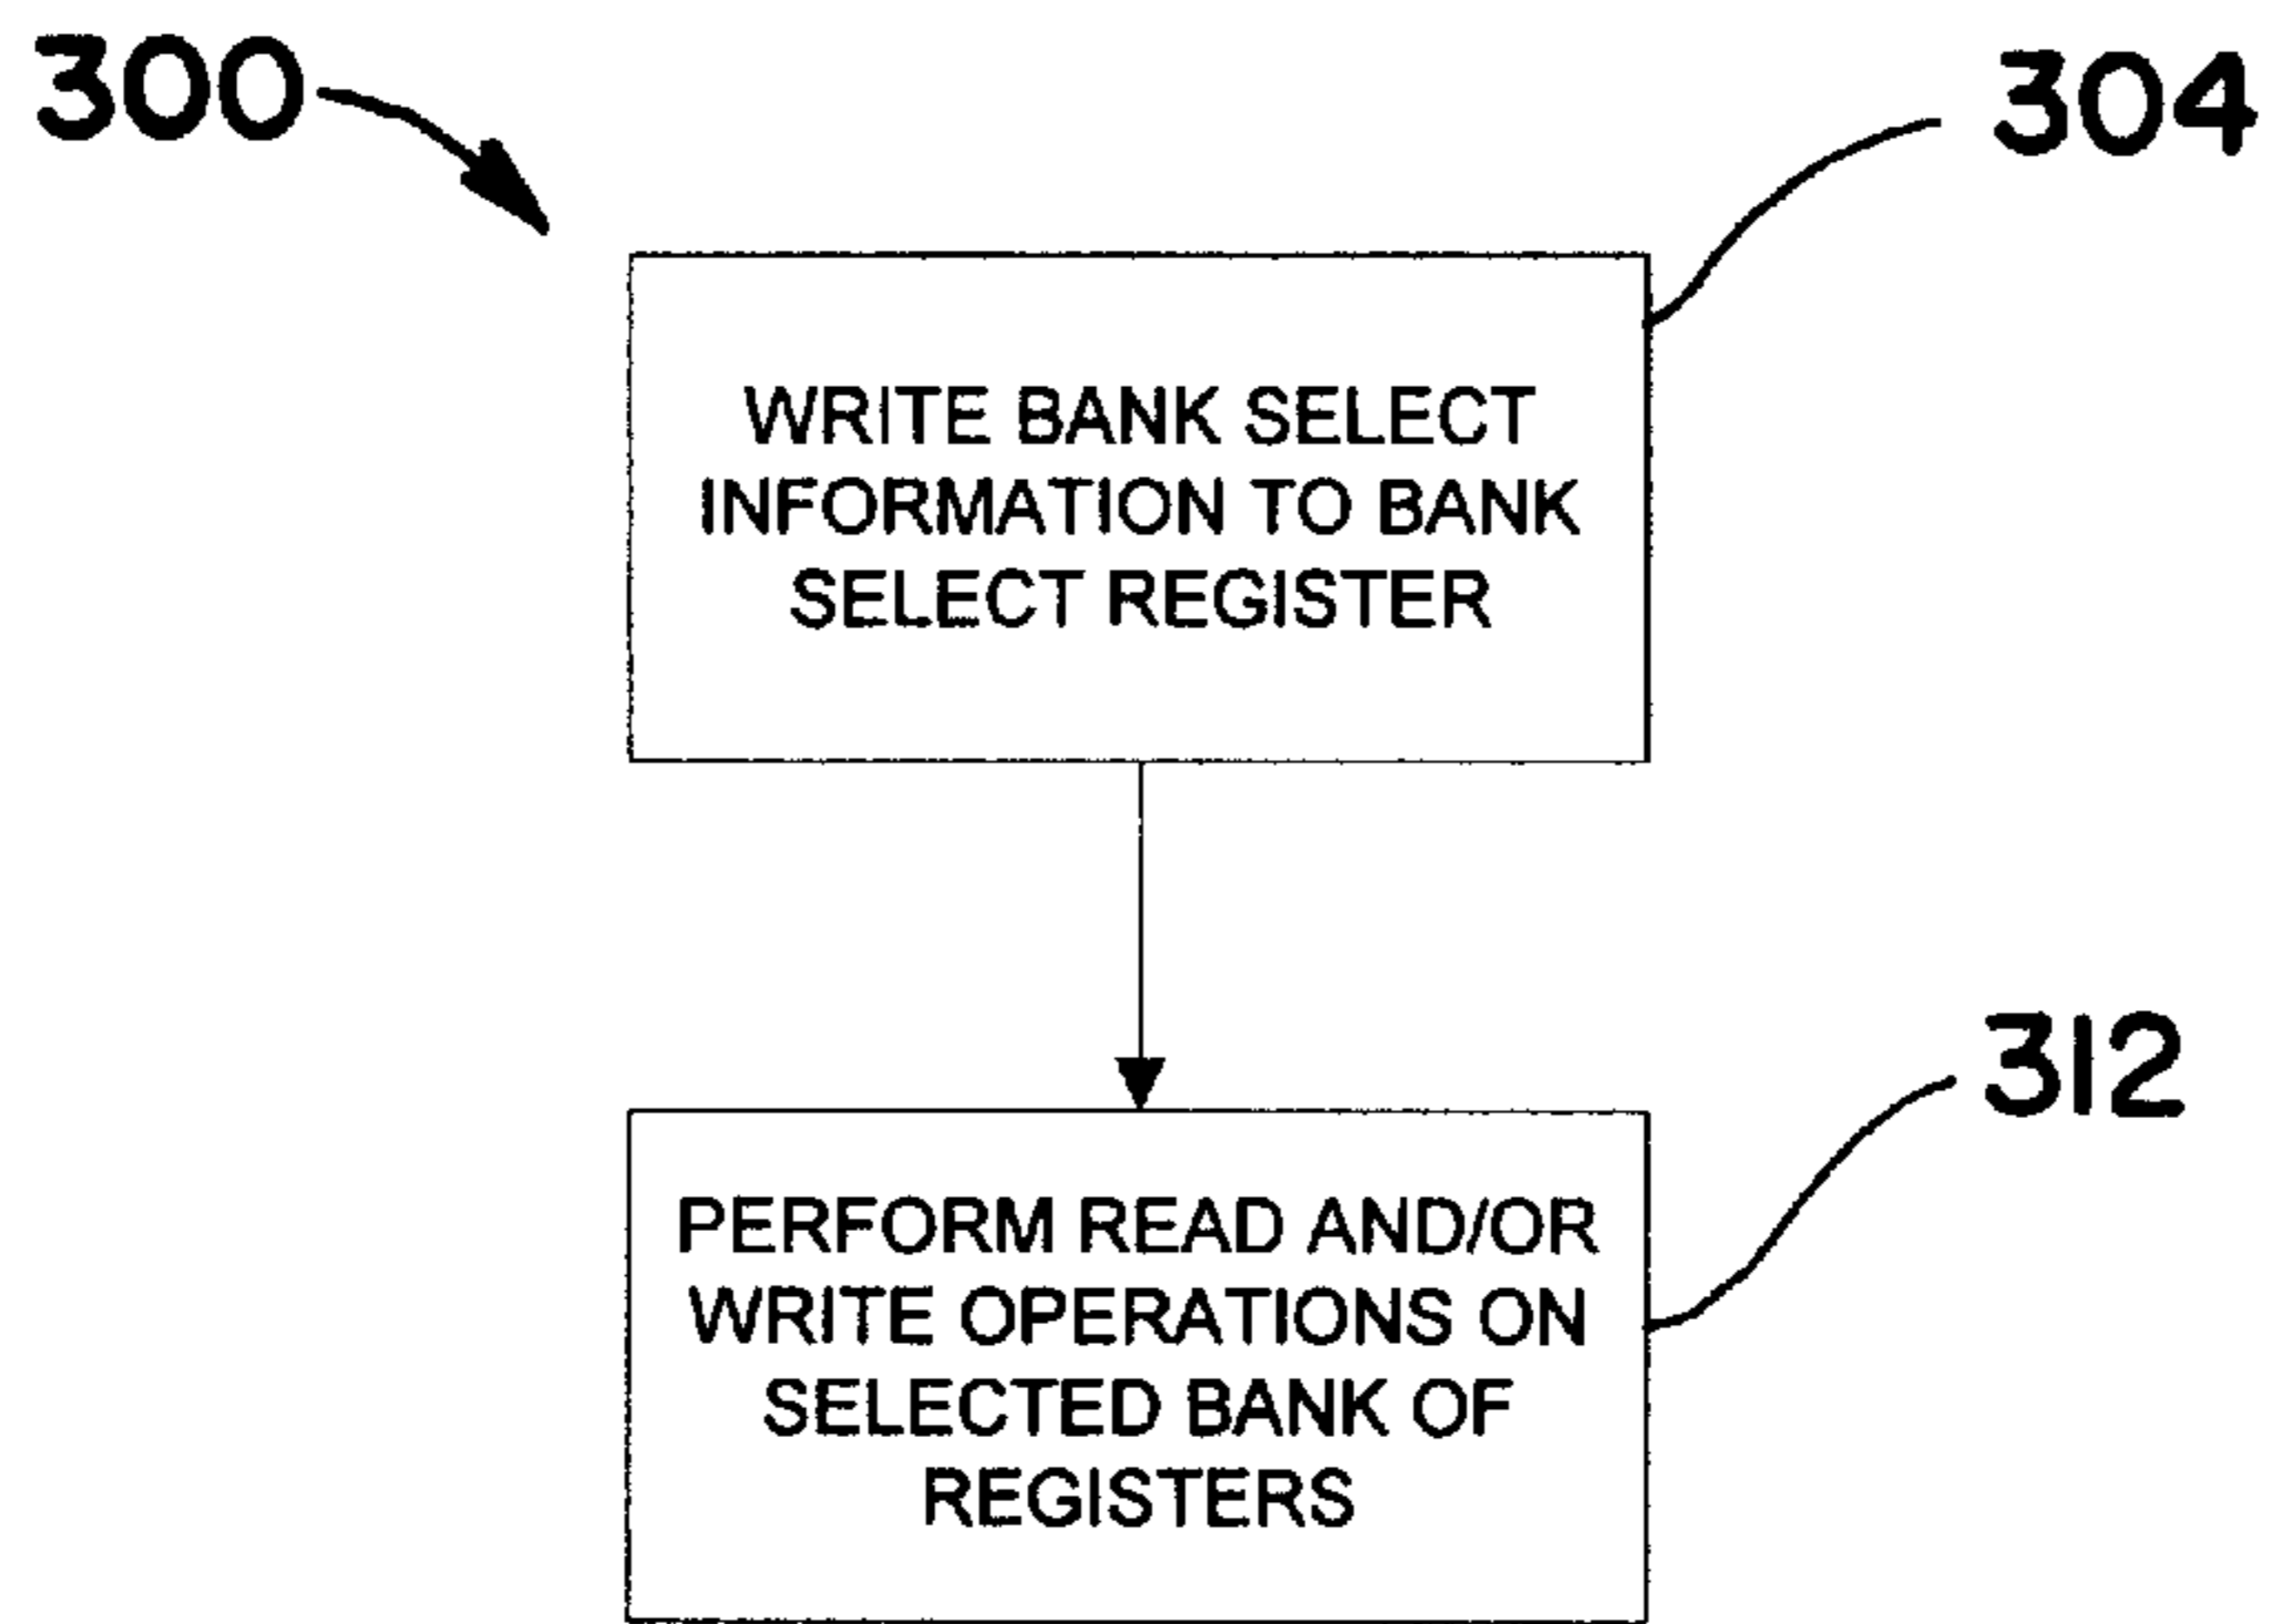 300
304
WRITE BANK SELECT
INFORMATION TO BANK
SELECT REGISTER
312
PERFORM READ AND/OR
WRITE OPERATIONS ON
SELECTED BANK OF
REGISTERS